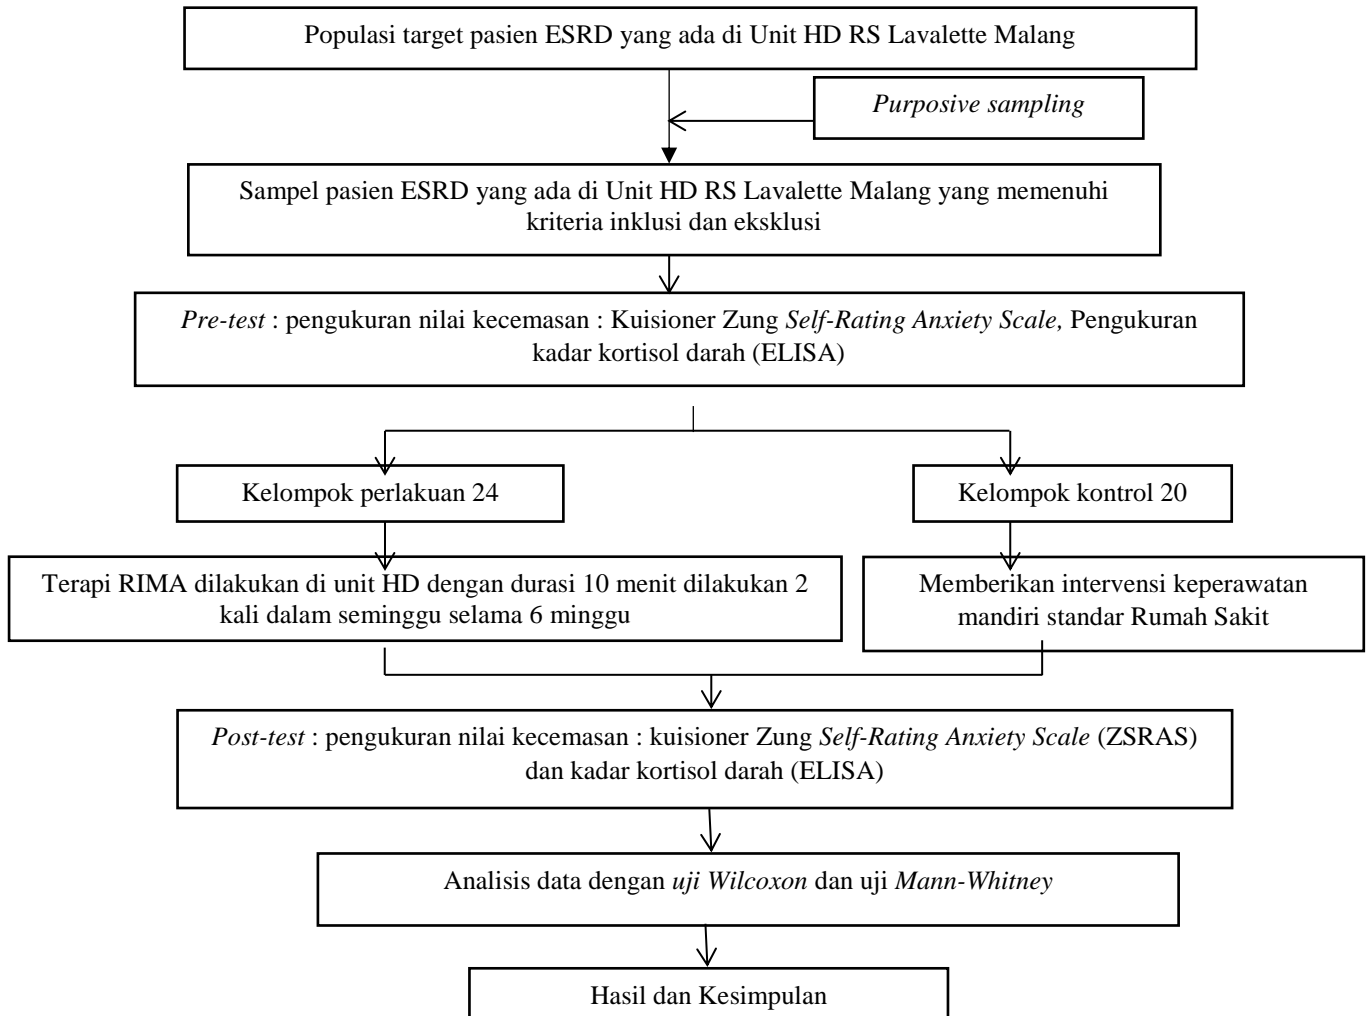 Populasi target pasien ESRD yang ada di Unit HD RS Lavalette Malang
Purposive sampling
Sampel pasien ESRD yang ada di Unit HD RS Lavalette Malang yang memenuhi
kriteria inklusi dan eksklusi
Pre-test : pengukuran nilai kecemasan : Kuisioner Zung Self-Rating Anxiety Scale, Pengukuran
kadar kortisol darah (ELISA)
Kelompok perlakuan 24
Kelompok kontrol 20
Terapi RIMA dilakukan di unit HD dengan durasi 10 menit dilakukan 2
kali dalam seminggu selama 6 minggu
Memberikan intervensi keperawatan
mandiri standar Rumah Sakit
Post-test : pengukuran nilai kecemasan : kuisioner Zung Self-Rating Anxiety Scale (ZSRAS)
dan kadar kortisol darah (ELISA)
Analisis data dengan uji Wilcoxon dan uji Mann-Whitney
Hasil dan Kesimpulan